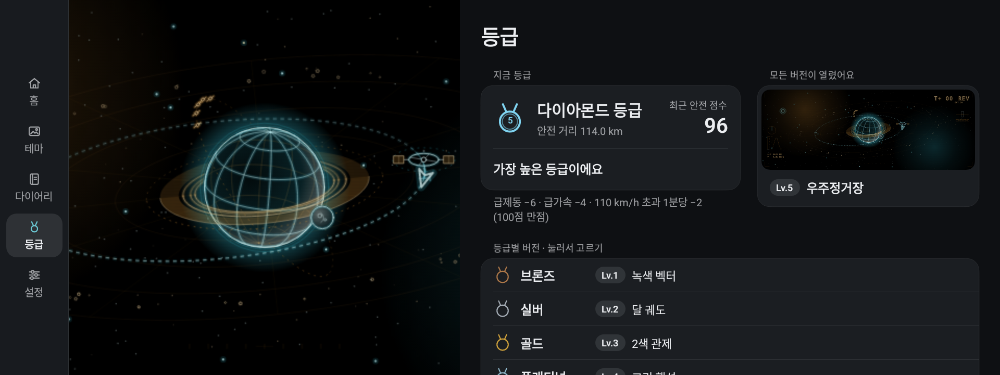 홈
테마
다이어리
등급
설정
등급
지금 등급
5
다이아몬드 등급
안전 거리 114.0 km
최근 안전 점수
96
가장 높은 등급이에요
급제동 −6 · 급가속 −4 · 110 km/h 초과 1분당 −2
(100점 만점)
모든 버전이 열렸어요
Lv.5 우주정거장
등급별 버전 · 눌러서 고르기
브론즈 Lv.1 녹색 벡터
실버 Lv.2 달 궤도
골드 Lv.3 2색 관제